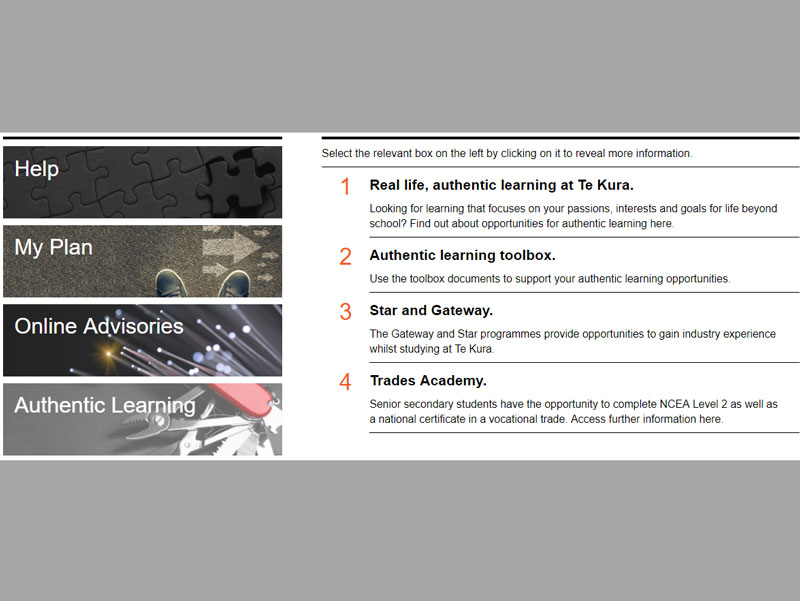 Help
My Plan
Online Advisories
Authentic Learning
Select the relevant box on the left by clicking on it to reveal more information.
1 Real life, authentic learning at Te Kura.
Looking for learning that focuses on your passions, interests and goals for life beyond
school? Find out about opportunities for authentic learning here.
2 Authentic learning toolbox.
Use the toolbox documents to support your authentic learning opportunities.
3 Star and Gateway.
The Gateway and Star programmes provide opportunities to gain industry experience
whilst studying at Te Kura.
4 Trades Academy.
Senior secondary students have the opportunity to complete NCEA Level 2 as well as
a national certificate in a vocational trade. Access further information here.